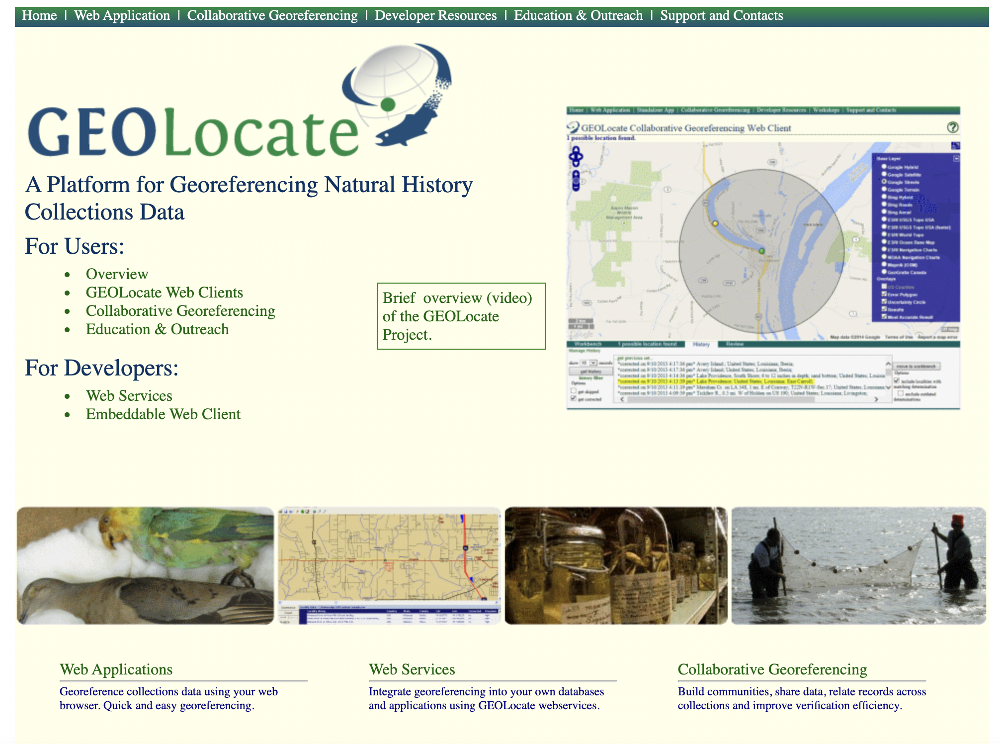 Home | Web Application | Collaborative Georeferencing | Developer Resources | Education & Outreach | Support and Contacts
GEOLocate
A Platform for Georeferencing Natural History
Collections Data
For Users:
• Overview
• GEOLocate Web Clients
• Collaborative Georeferencing
• Education & Outreach
Brief overview (video)
of the GEOLocate
Project.
For Developers:
• Web Services
• Embeddable Web Client
Home | Web Application | Standalone App | Collaborative Georeferencing | Developer Resources | Workshops | Support and Contacts
GEOLocate Collaborative Georeferencing Web Client
1 possible location found.
Bayou Macon
Wildlife
Management Area
Base Layer
Google Hybrid
Google Satellite
Google Streets
Google Terrain
Bing Hybrid
Bing Roads
Bing Aerial
ESRI USGS Topo USA
ESRI USGS Topo USA (faster)
ESRI World Topo
ESRI Ocean Base Map
ESRI Navigation Charts
NOAA Navigation Charts
Mapnik (OSM)
GeoGratis Canada
Overlays
US Counties
Error Polygon
Uncertainty Circle
Results
Most Accurate Result
Map data ©2014 Google Terms of Use Report a map error
Workbench 1 possible location found History Review
Manage History
show 10 records
get history
history filter
Options
get skipped
get corrected
get previous set...
*corrected on 9/10/2013 4:17:36 pm* Avery Island.; United States; Louisiana; Iberia;
*corrected on 9/10/2013 4:17:36 pm* Avery Island; United States; Louisiana; Iberia;
*corrected on 9/10/2013 4:14:36 pm* Lake Providence, South Shore; 6 to 12 inches in depth; sand bottom; United States; Louisia
*corrected on 9/10/2013 4:13:59 pm* Lake Providence; United States; Louisiana; East Carroll;
*corrected on 9/10/2013 4:11:39 pm* Meridian Cr. on LA 348, 1 mi. E of Conway; T22N-R1W-Sec.17; United States; Louisiana;
*corrected on 9/10/2013 4:09:39 pm* Tickfaw R., 0.5 mi. W of Holden on US 190; United States; Louisiana; Livingston;
move to workbench
Options
include localities with
matching determination
exclude outdated
determinations
Web Applications
Georeference collections data using your web
browser. Quick and easy georeferencing.
Web Services
Integrate georeferencing into your own databases
and applications using GEOLocate webservices.
Collaborative Georeferencing
Build communities, share data, relate records across
collections and improve verification efficiency.